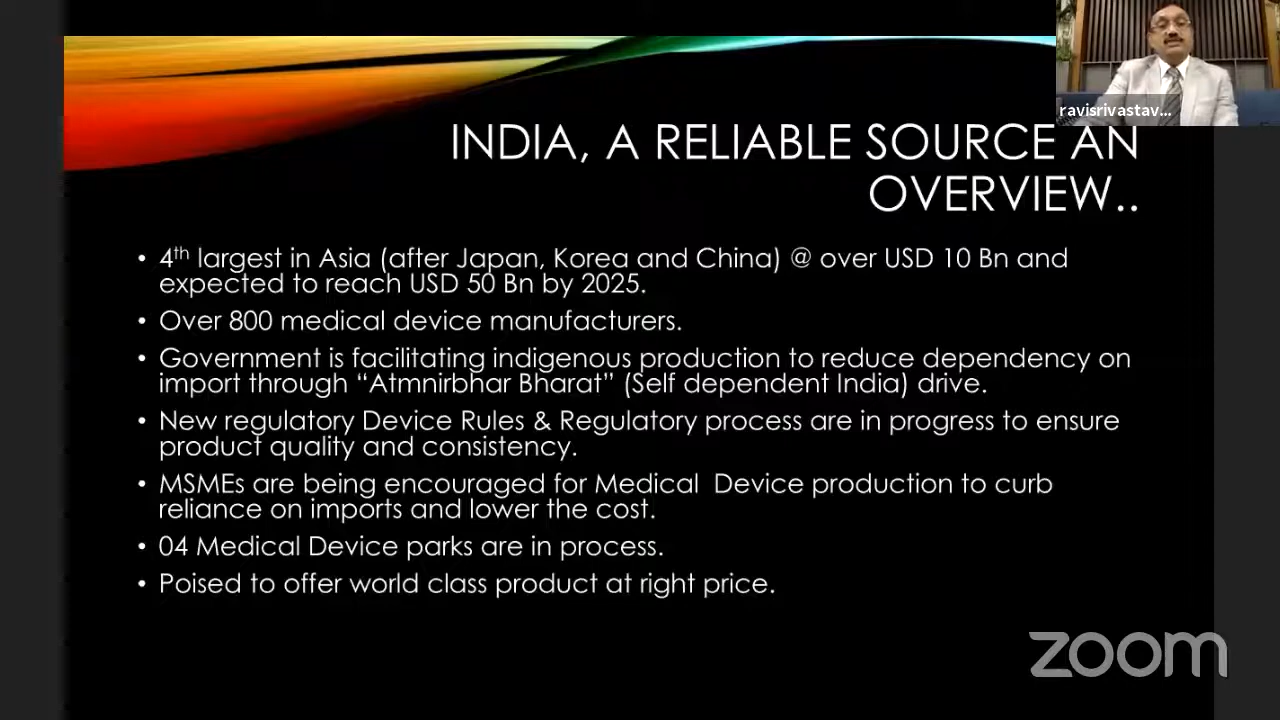 ravisrivastav...
INDIA, A RELIABLE SOURCE AN
OVERVIEW..
• 4th largest in Asia (after Japan, Korea and China) @ over USD 10 Bn and
expected to reach USD 50 Bn by 2025.
• Over 800 medical device manufacturers.
• Government is facilitating indigenous production to reduce dependency on
import through “Atmnirbhar Bharat” (Self dependent India) drive.
• New regulatory Device Rules & Regulatory process are in progress to ensure
product quality and consistency.
• MSMEs are being encouraged for Medical  Device production to curb
reliance on imports and lower the cost.
• 04 Medical Device parks are in process.
• Poised to offer world class product at right price.
zoom